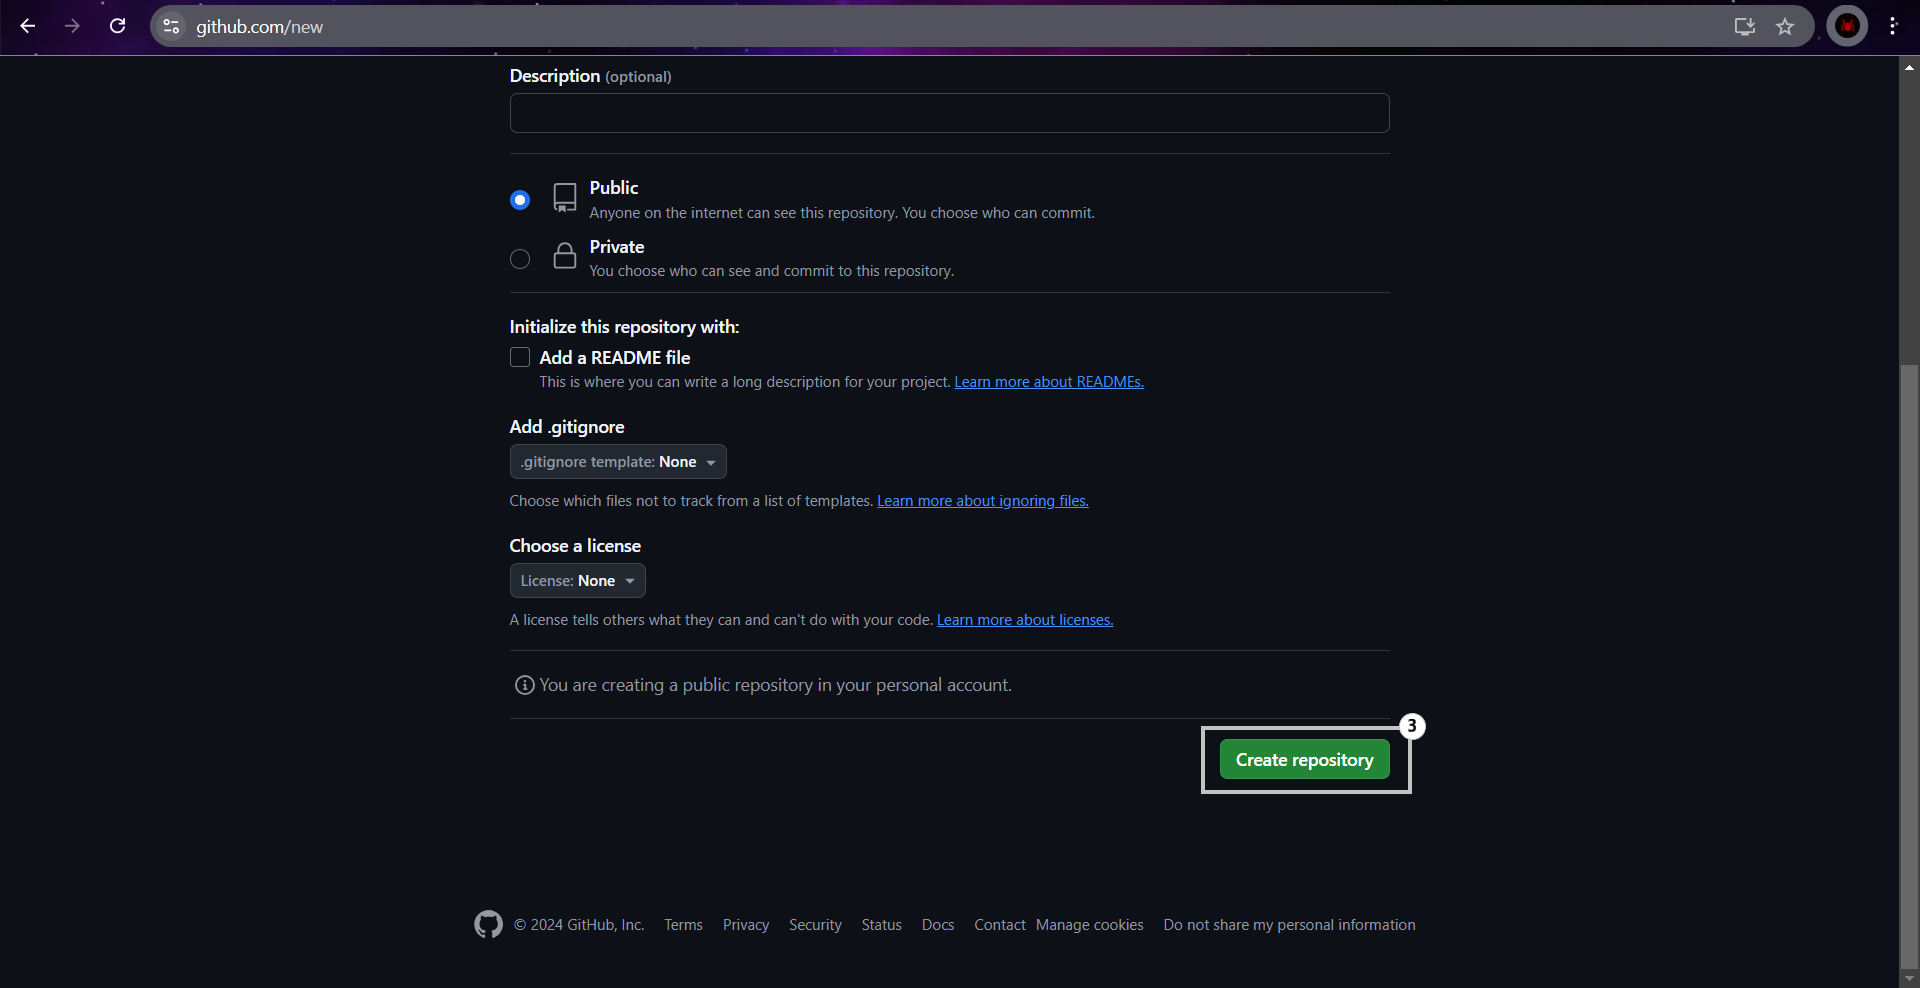 github.com/new
Description (optional)
Public
Anyone on the internet can see this repository. You choose who can commit.
Private
You choose who can see and commit to this repository.
Initialize this repository with:
Add a README file
This is where you can write a long description for your project. Learn more about READMEs.
Add .gitignore
.gitignore template: None
Choose which files not to track from a list of templates. Learn more about ignoring files.
Choose a license
License: None
A license tells others what they can and can't do with your code. Learn more about licenses.
You are creating a public repository in your personal account.
3
Create repository
© 2024 GitHub, Inc. Terms Privacy Security Status Docs Contact Manage cookies Do not share my personal information